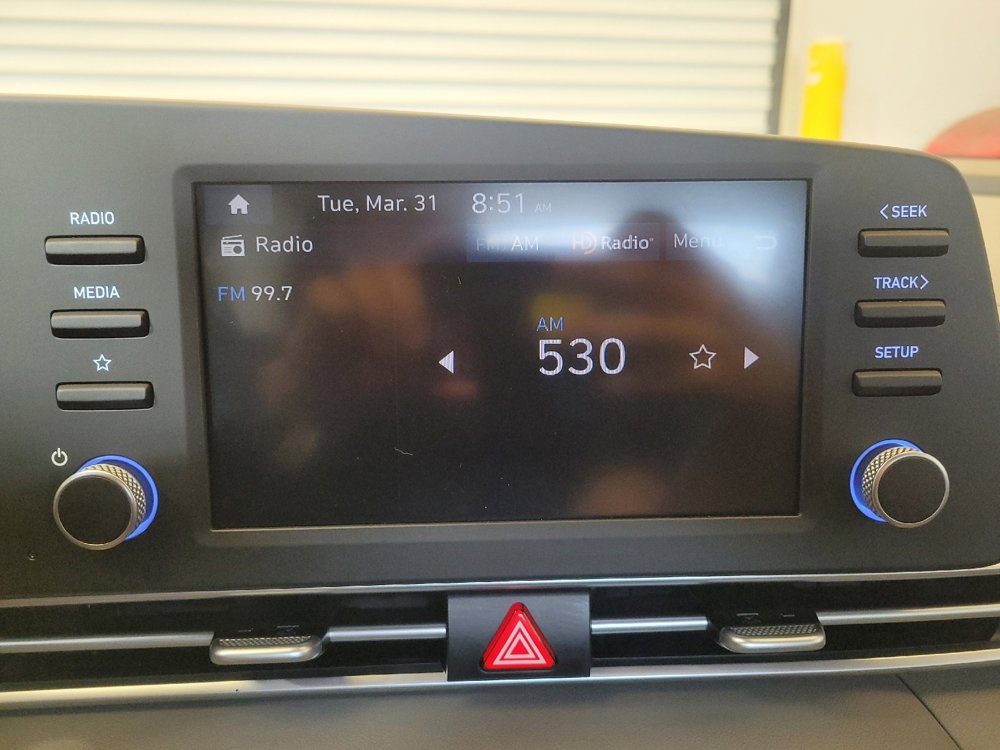 RADIO
MEDIA
Tue, Mar. 31 8:51 AM
Radio FM/AM HD Radio Menu
FM 99.7
AM
530
<SEEK
TRACK>
SETUP